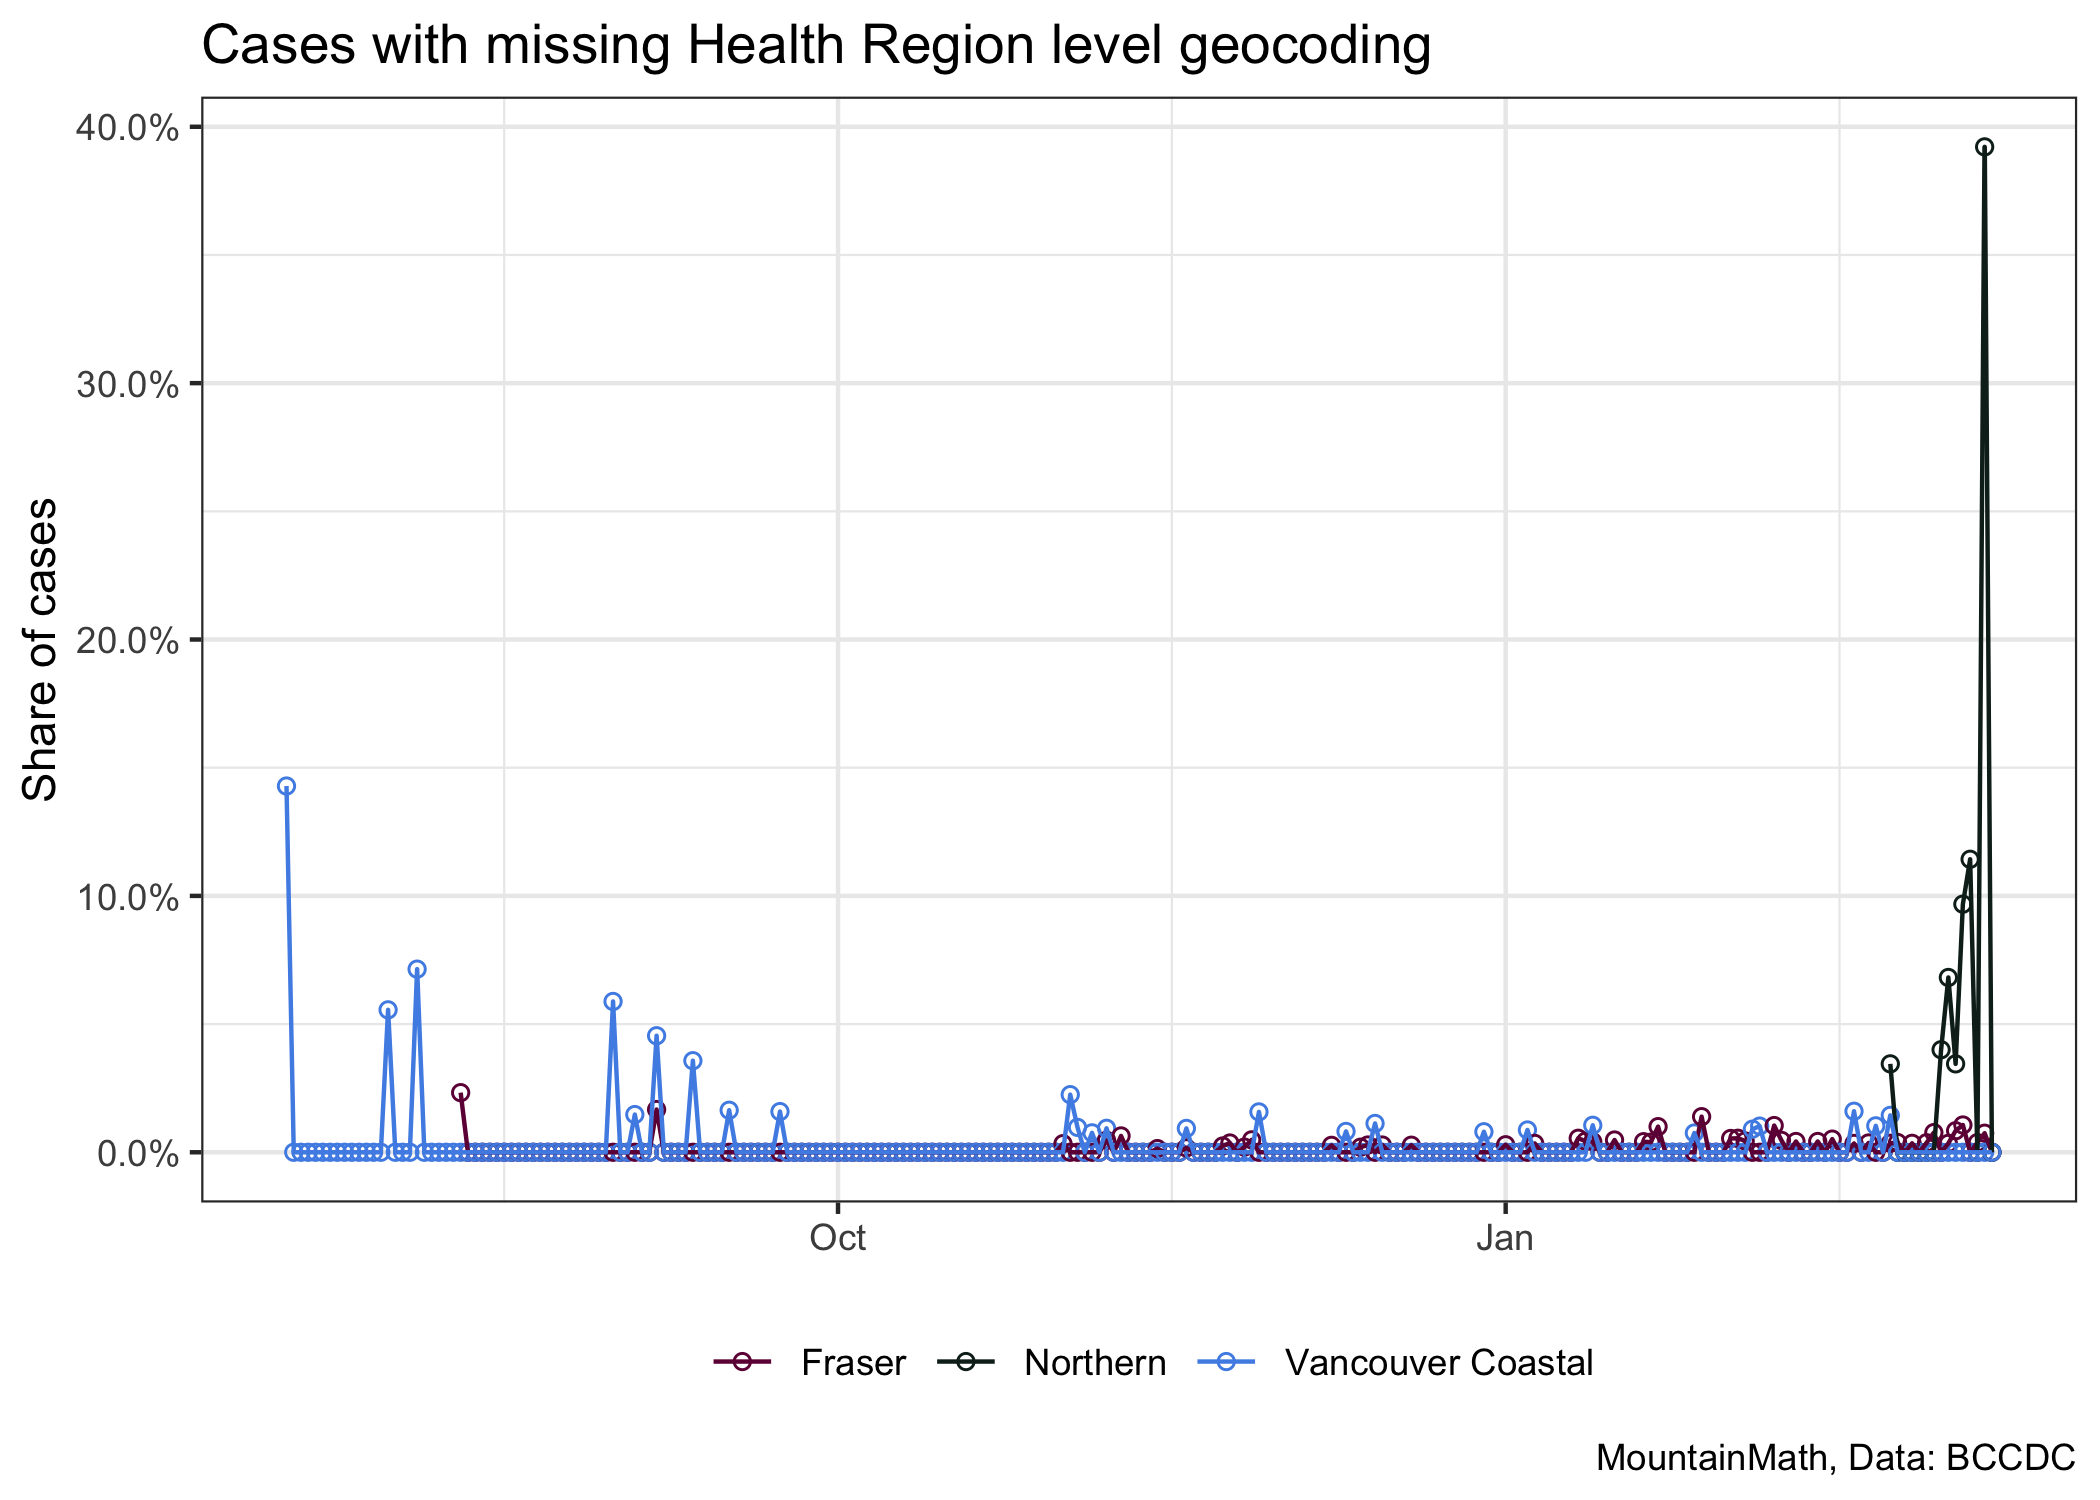 Cases with missing Health Region level geocoding
Share of cases
40.0%
30.0%
20.0%
10.0%
0.0%
Oct
Jan
Fraser
Northern
Vancouver Coastal
MountainMath, Data: BCCDC